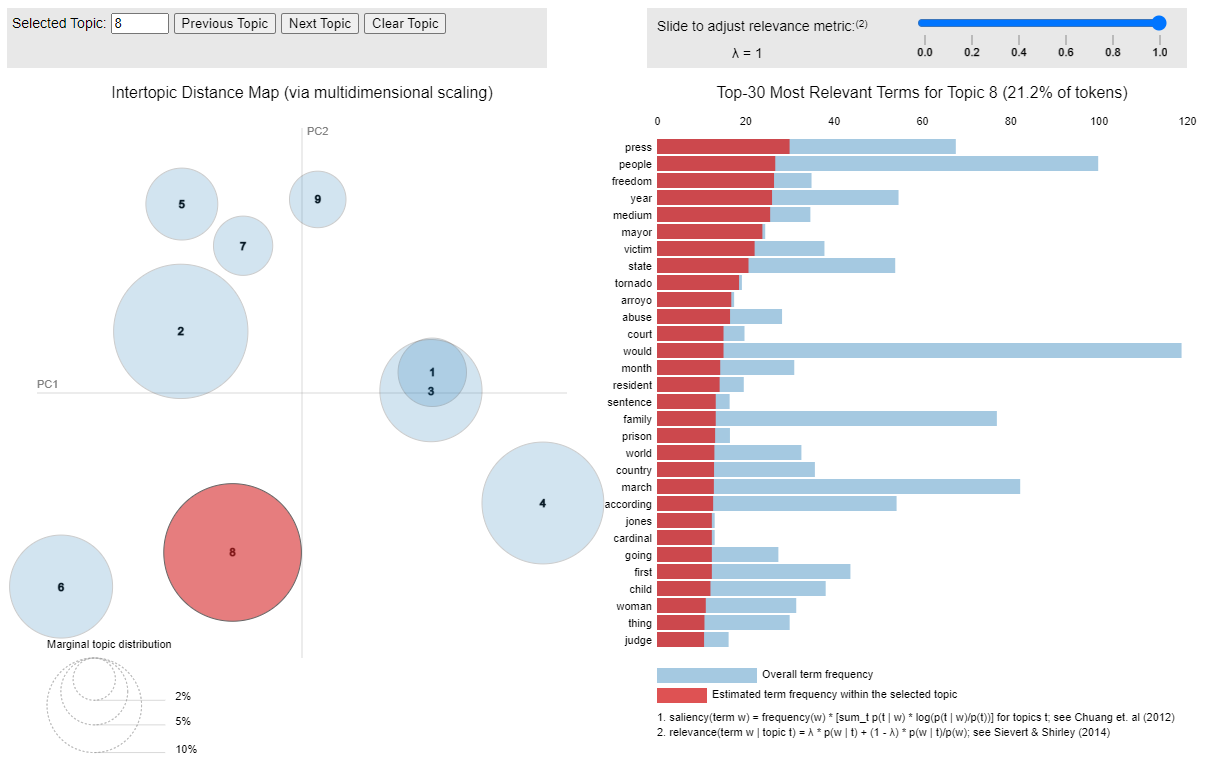 Selected Topic: 8 Previous Topic Next Topic Clear Topic
Slide to adjust relevance metric:(2)
λ = 1
0.0 0.2 0.4 0.6 0.8 1.0
Intertopic Distance Map (via multidimensional scaling)
PC2
PC1
5
9
7
2
1
3
4
8
6
Marginal topic distribution
2%
5%
10%
Top-30 Most Relevant Terms for Topic 8 (21.2% of tokens)
0 20 40 60 80 100 120
press
people
freedom
year
medium
mayor
victim
state
tornado
arroyo
abuse
court
would
month
resident
sentence
family
prison
world
country
march
according
jones
cardinal
going
first
child
woman
thing
judge
Overall term frequency
Estimated term frequency within the selected topic
1. saliency(term w) = frequency(w) * [sum_t p(t | w) * log(p(t | w)/p(t))] for topics t; see Chuang et. al (2012)
2. relevance(term w | topic t) = λ * p(w | t) + (1 - λ) * p(w | t)/p(w); see Sievert & Shirley (2014)